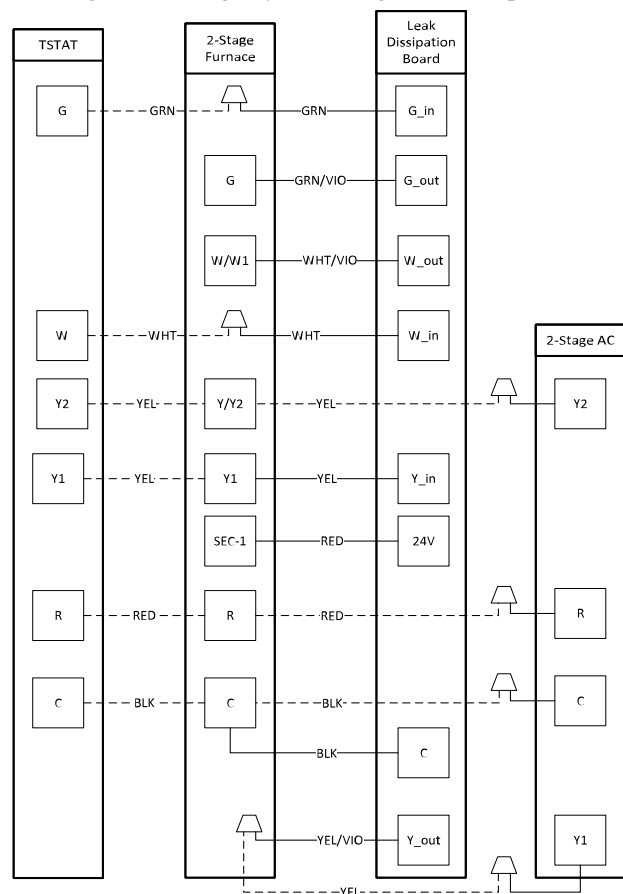 Leak
Dissipation
Board
2-Stage
Furnace
TSTAT
G
GRN
GRN
G_in
G
GRN/VIO
G_out
W/W1
WHT/VIO
W_out
W
WHT
WHT
W_in
2-Stage AC
Y2
YEL
Y/Y2
YEL
Y2
Y1
YEL
Y1
YEL
Y_in
SEC-1
RED
24V
R
RED
R
RED
R
C
BLK
C
BLK
C
BLK
C
YEL/VIO
Y_out
Y1
YEL